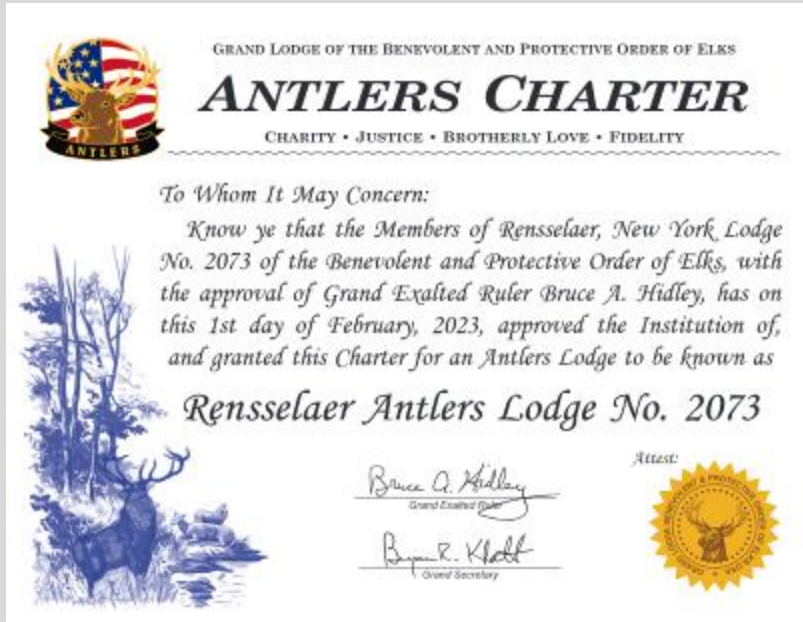 GRAND LODGE OF THE BENEVOLENT AND PROTECTIVE ORDER OF ELKS
ANTLERS CHARTER
CHARITY • JUSTICE • BROTHERLY LOVE • FIDELITY
ANTLERS
To Whom It May Concern:
Know ye that the Members of Rensselaer, New York Lodge
No. 2073 of the Benevolent and Protective Order of Elks, with
the approval of Grand Exalted Ruler Bruce A. Hidley, has on
this 1st day of February, 2023, approved the Institution of,
and granted this Charter for an Antlers Lodge to be known as
Rensselaer Antlers Lodge No. 2073
Attest:
Bruce A. Hidley
Grand Exalted Ruler
Grand Secretary